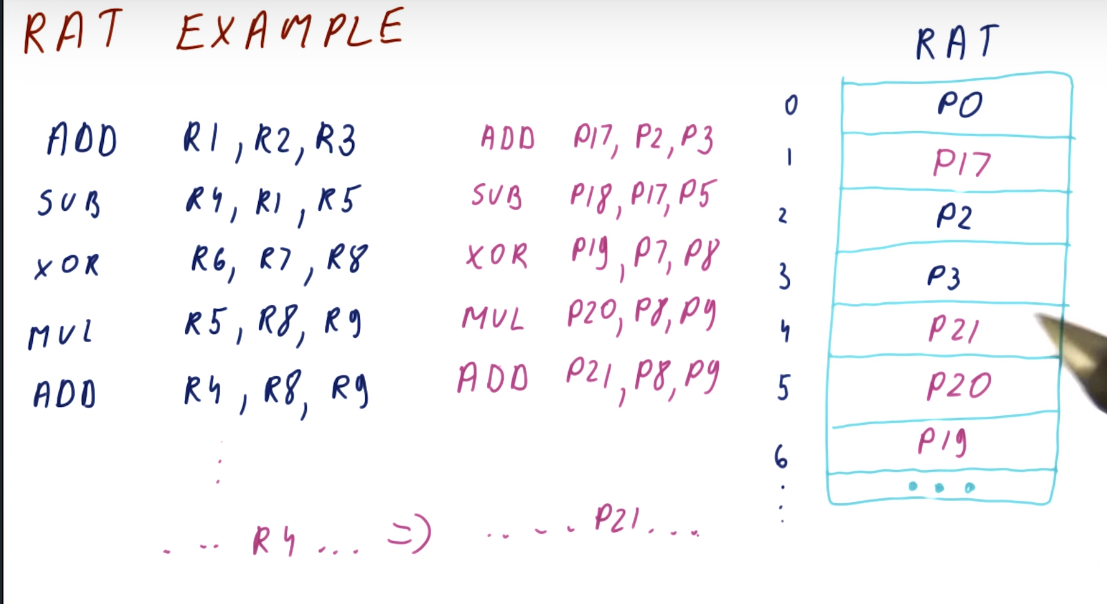 RAT EXAMPLE
ADD R1, R2, R3
SUB R4, R1, R5
XOR R6, R7, R8
MUL R5, R8, R9
ADD R4, R8, R9
... R4 ... => .... P21...
ADD P17, P2, P3
SUB P18, P17, P5
XOR P19, P7, P8
MUL P20, P8, P9
ADD P21, P8, P9
RAT
0 P0
1 P17
2 P2
3 P3
4 P21
5 P20
6 P19